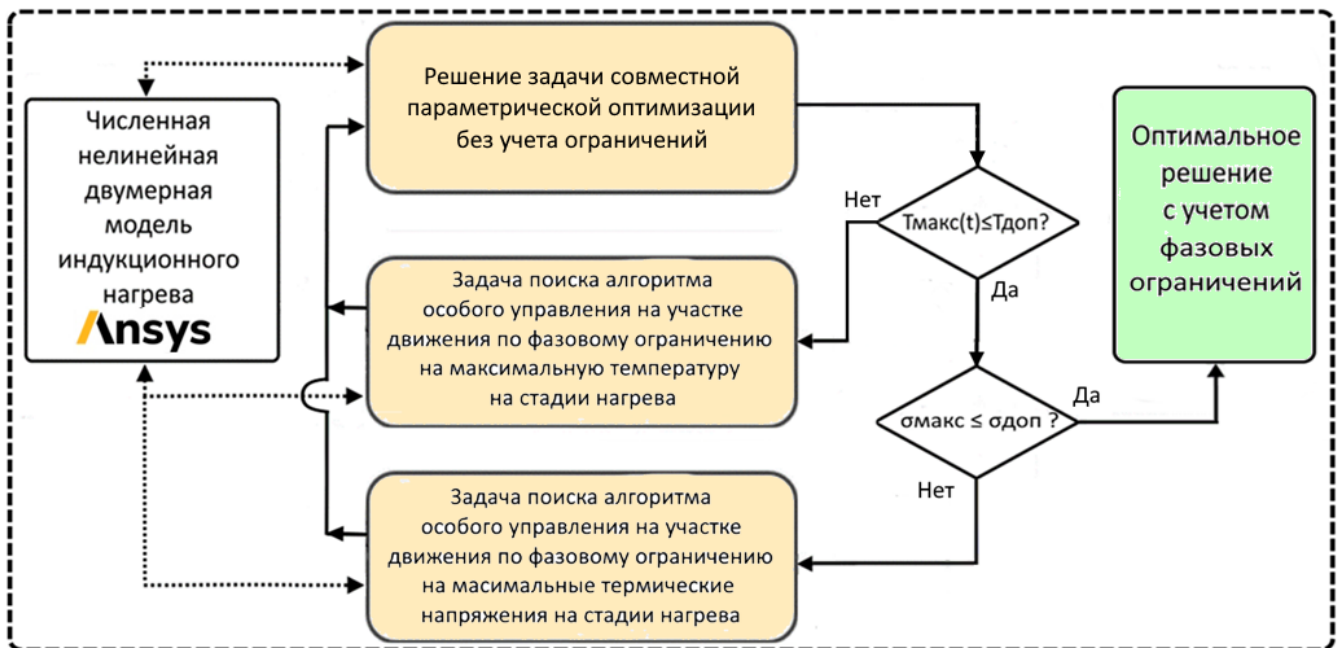 Численная
нелинейная
двумерная
модель
индукционного
нагрева
Ansys
Решение задачи совместной
параметрической оптимизации
без учета ограничений
Задача поиска алгоритма
особого управления на участке
движения по фазовому ограничению
на максимальную температуру
на стадии нагрева
Задача поиска алгоритма
особого управления на участке
движения по фазовому ограничению
на масимальные термические
напряжения на стадии нагрева
Нет
Tмакс(t)≤Tдоп?
Да
σмакс ≤ σдоп ?
Да
Нет
Оптимальное
решение
с учетом
фазовых
ограничений